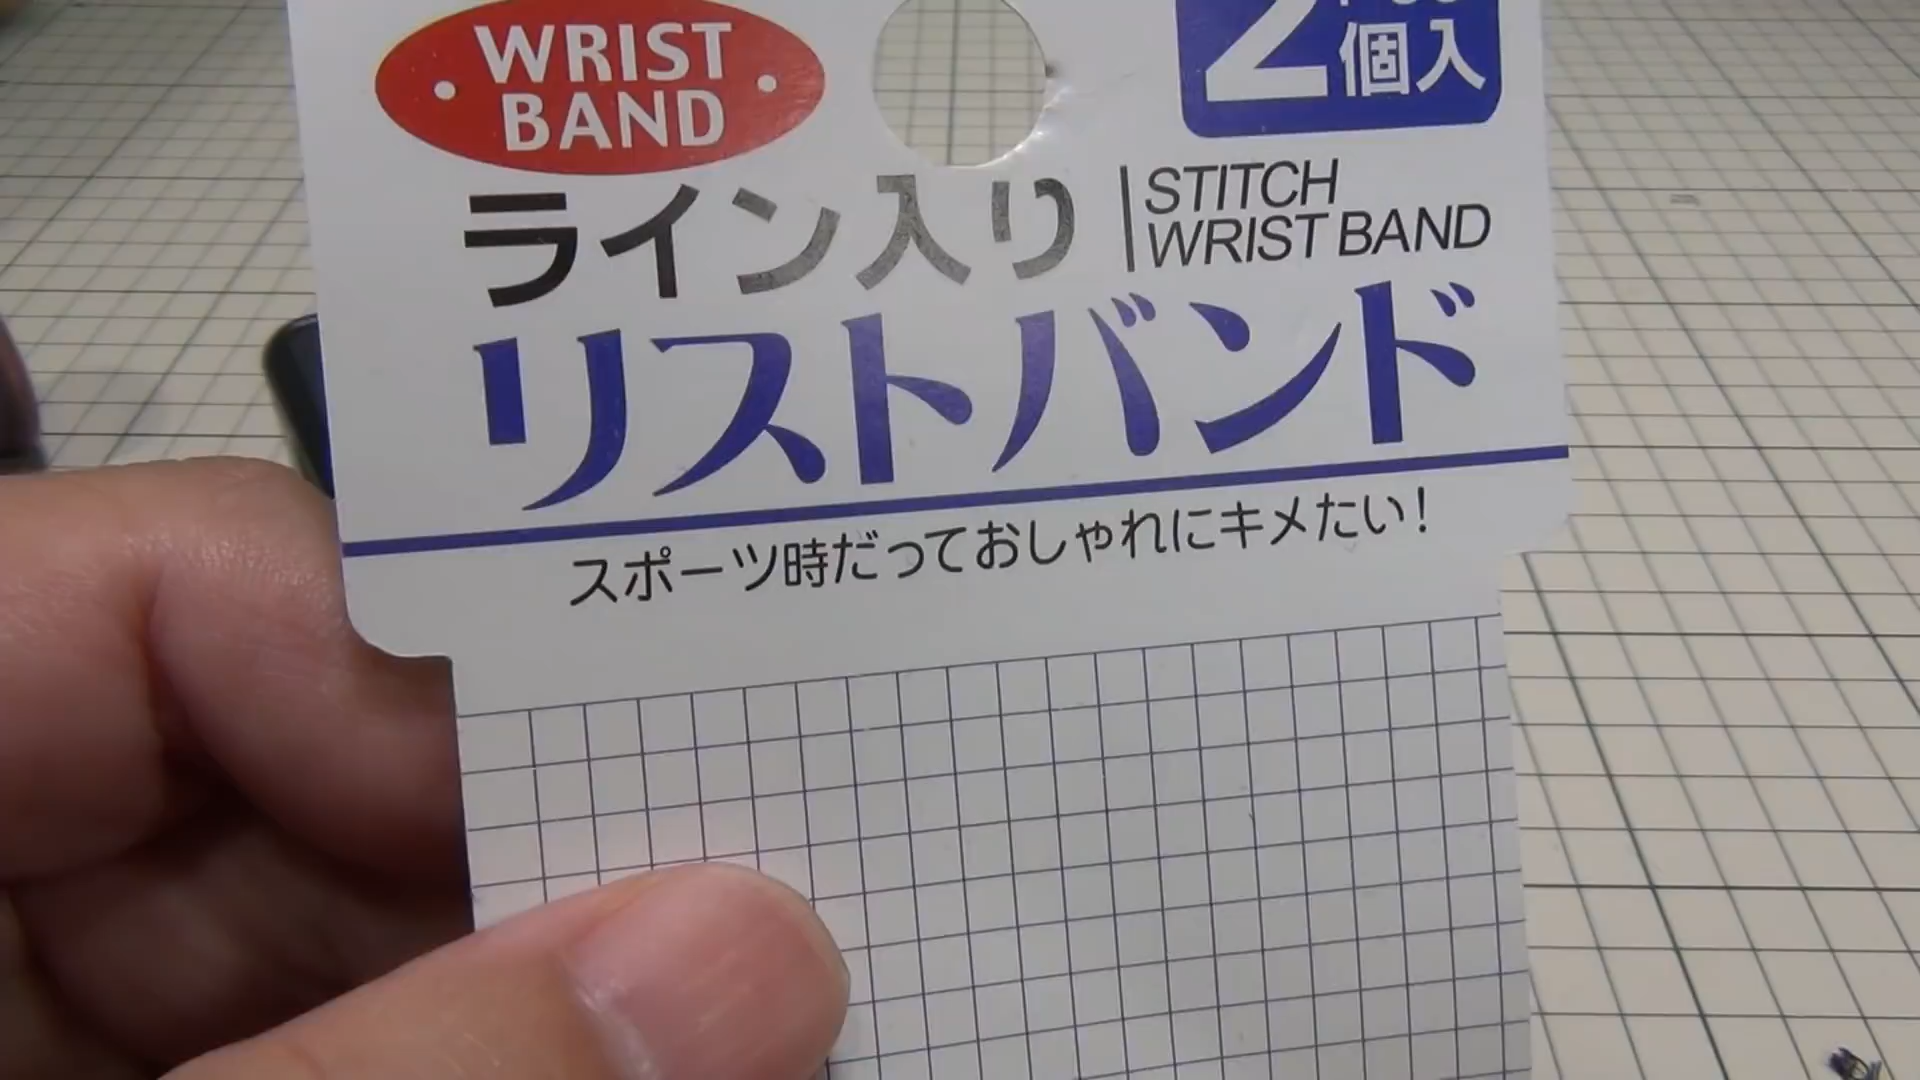 WRIST
BAND
2
個入
ライン入り
STITCH
WRIST BAND
リストバンド
スポーツ時だっておしゃれにキメたい!